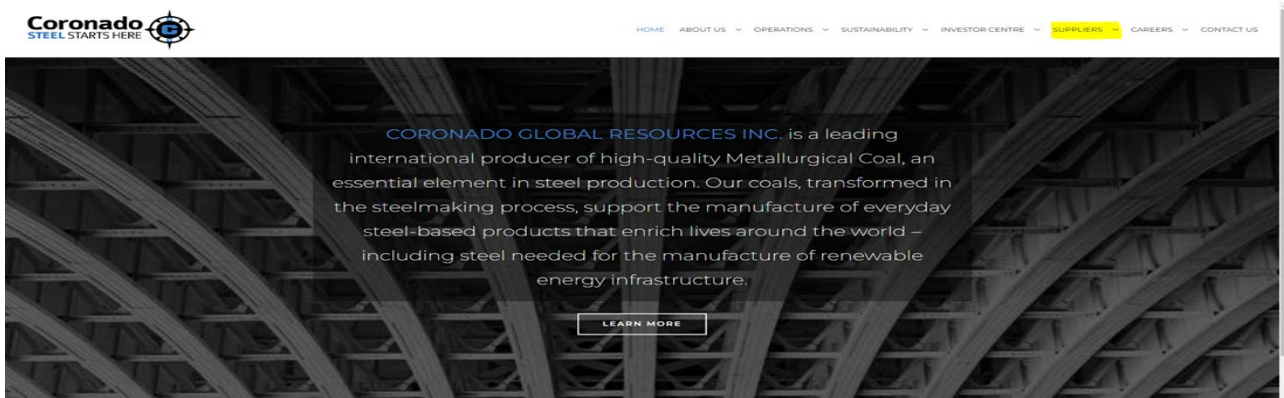 Coronado
STEEL STARTS HERE
C
HOME ABOUT US OPERATIONS SUSTAINABILITY INVESTOR CENTRE SUPPLIERS CAREERS CONTACT US
CORONADO GLOBAL RESOURCES INC. is a leading
international producer of high-quality Metallurgical Coal, an
essential element in steel production. Our coals, transformed in
the steelmaking process, support the manufacture of everyday
steel-based products that enrich lives around the world –
including steel needed for the manufacture of renewable
energy infrastructure.
LEARN MORE